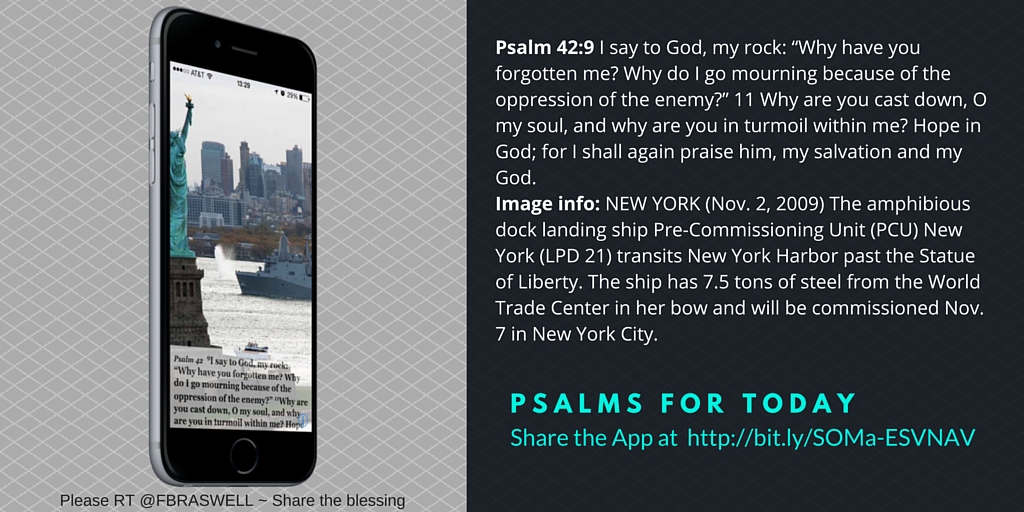 ●●●○○ AT&T 13:29 29%
Psalm 42 ⁹I say to God, my rock:
“Why have you forgotten me? Why
do I go mourning because of the
oppression of the enemy?” ¹¹Why are
you cast down, O my soul, and why
are you in turmoil within me? Hope
Please RT @FBRASWELL ~ Share the blessing
Psalm 42:9 I say to God, my rock: “Why have you
forgotten me? Why do I go mourning because of the
oppression of the enemy?” 11 Why are you cast down, O
my soul, and why are you in turmoil within me? Hope in
God; for I shall again praise him, my salvation and my
God.
Image info: NEW YORK (Nov. 2, 2009) The amphibious
dock landing ship Pre-Commissioning Unit (PCU) New
York (LPD 21) transits New York Harbor past the Statue
of Liberty. The ship has 7.5 tons of steel from the World
Trade Center in her bow and will be commissioned Nov.
7 in New York City.
PSALMS FOR TODAY
Share the App at http://bit.ly/SOMa-ESVNAV